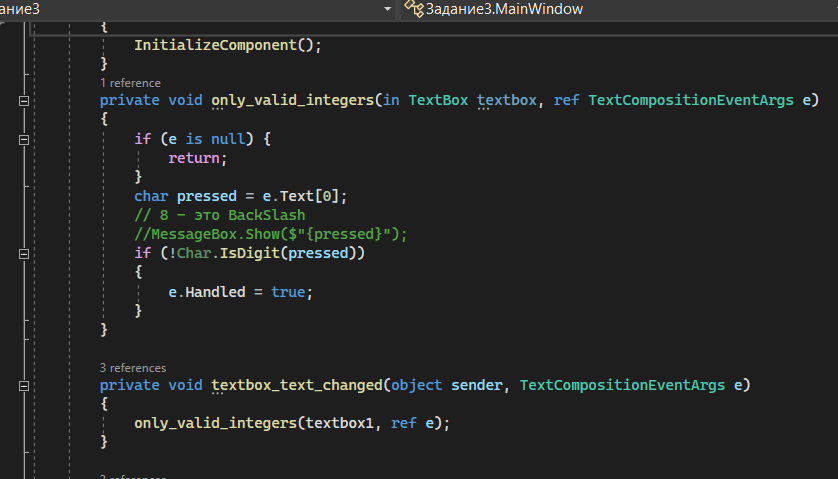 ание3
Задание3.MainWindow
{
InitializeComponent();
}
1 reference
private void only_valid_integers(in TextBox textbox, ref TextCompositionEventArgs e)
{
if (e is null) {
return;
}
char pressed = e.Text[0];
// 8 - это BackSlash
//MessageBox.Show($"{pressed}");
if (!Char.IsDigit(pressed))
{
e.Handled = true;
}
}
3 references
private void textbox_text_changed(object sender, TextCompositionEventArgs e)
{
only_valid_integers(textbox1, ref e);
}